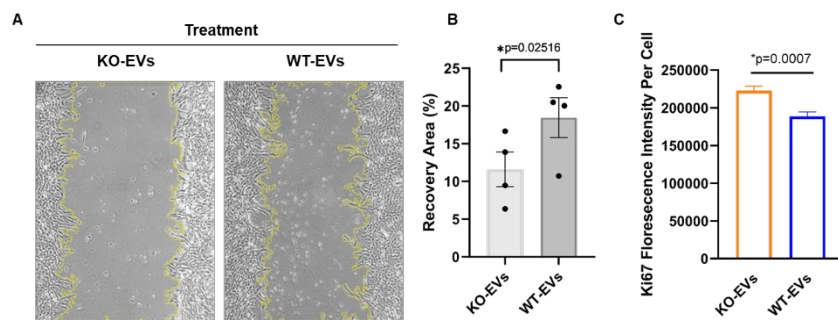 A
Treatment
KO-EVs
WT-EVs
B
*p=0.02516
Recovery Area (%)
25
20
15
10
5
0
KO-EVs
WT-EVs
C
*p=0.0007
Ki67 Floresecence Intensity Per Cell
250000
200000
150000
100000
50000
0
KO-EVs
WT-EVs